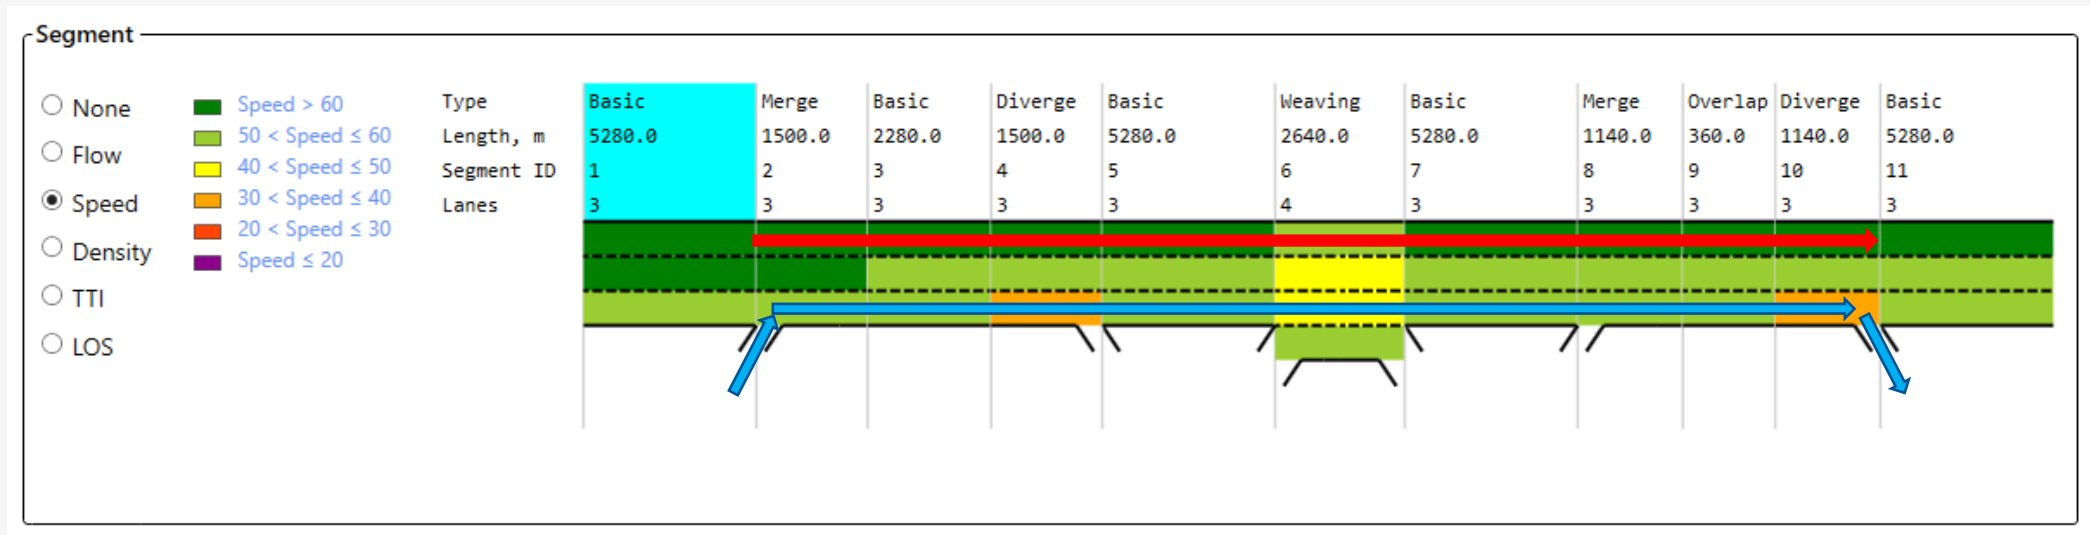 Segment
None
Flow
Speed
Density
TTI
LOS
Speed > 60
50 < Speed ≤ 60
40 < Speed ≤ 50
30 < Speed ≤ 40
20 < Speed ≤ 30
Speed ≤ 20
Type Basic Merge Basic Diverge Basic Weaving Basic Merge Overlap Diverge Basic
Length, m 5280.0 1500.0 2280.0 1500.0 5280.0 2640.0 5280.0 1140.0 360.0 1140.0 5280.0
Segment ID 1 2 3 4 5 6 7 8 9 10 11
Lanes 3 3 3 3 3 4 3 3 3 3 3